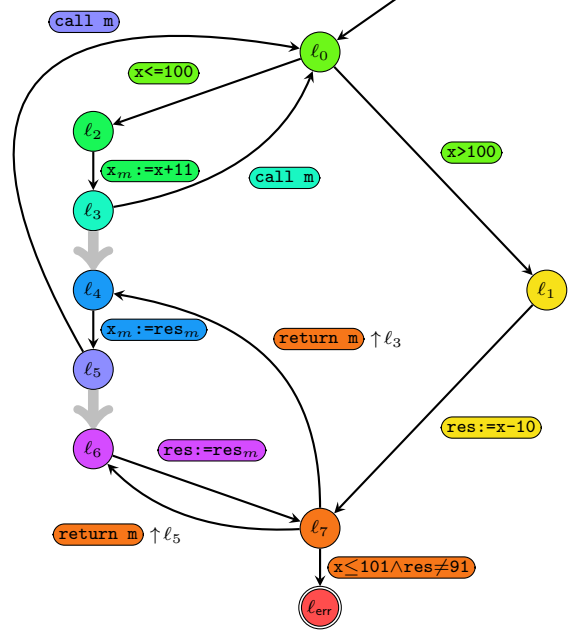 call m
ℓ₀
x<=100
ℓ₂
x>100
xₘ:=x+11
call m
ℓ₃
ℓ₄
ℓ₁
xₘ:=resₘ
return m ↑ℓ₃
ℓ₅
res:=x-10
ℓ₆
res:=resₘ
return m ↑ℓ₅
ℓ₇
x≤101∧res≠91
ℓerr